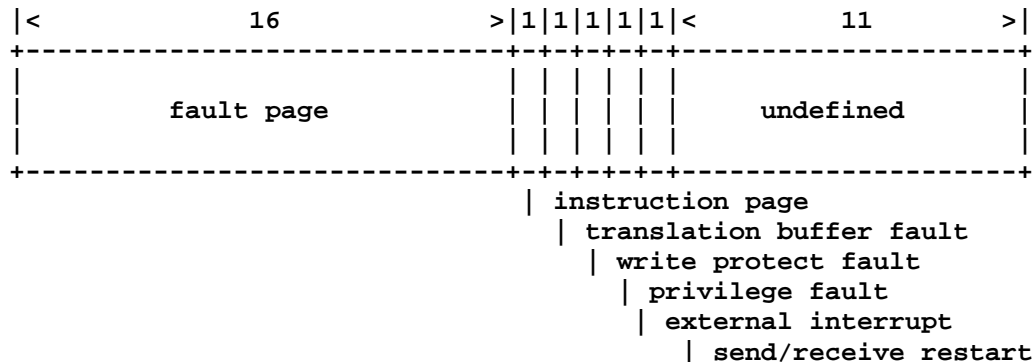 |<              16             >|1|1|1|1|1|<         11         >|
+------------------------------+-+-+-+-+-+---------------------+
|                              | | | | | |                     |
|         fault page           | | | | | |     undefined       |
|                              | | | | | |                     |
+------------------------------+-+-+-+-+-+---------------------+
| instruction page
| translation buffer fault
| write protect fault
| privilege fault
| external interrupt
| send/receive restart